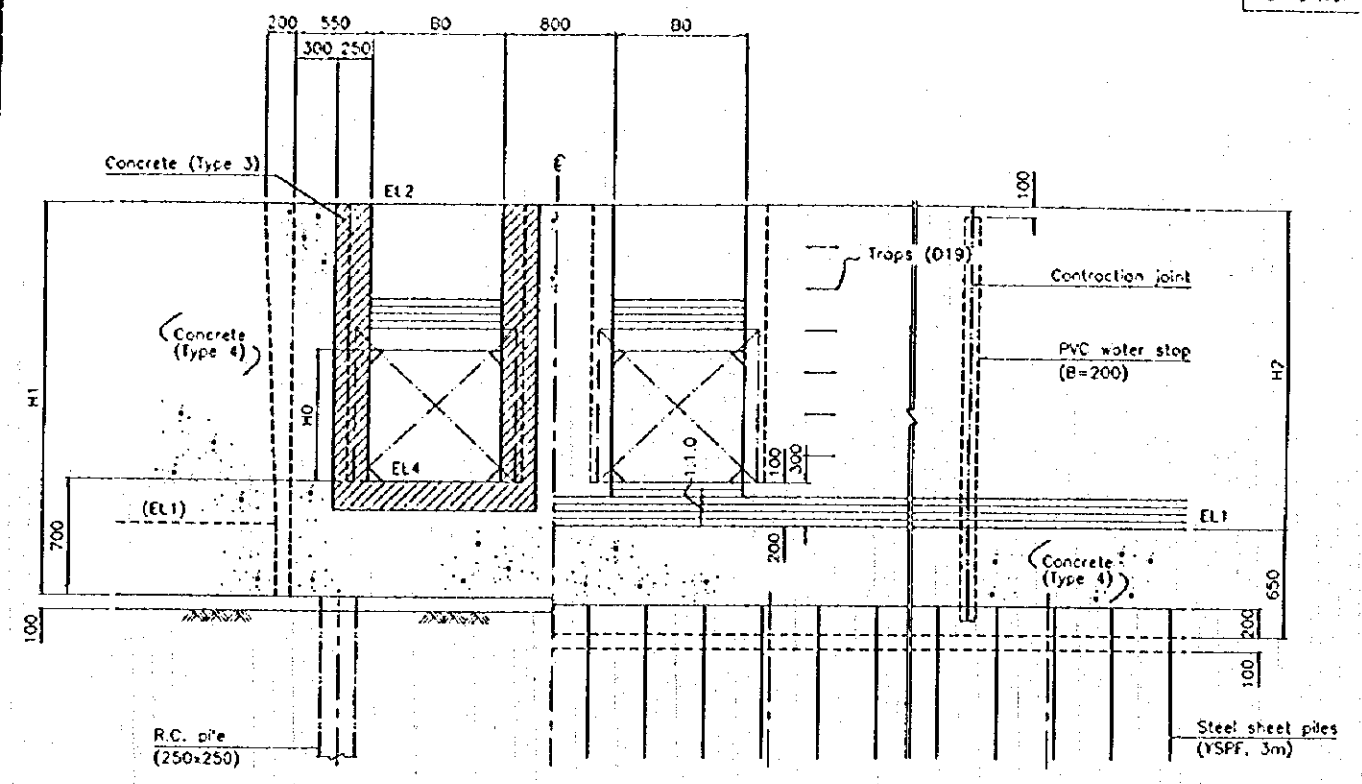 200 550 B0 800 B0
300 250
Concrete (Type 3)
EL2
100
Traps (D19)
Contraction joint
Concrete
(Type 4)
PVC water stop
(B=200)
H1
H2
H0
EL4
1:1.0
100
300
(EL1)
EL1
700
200
Concrete
(Type 4)
650
100
200
100
R.C. pile
(250x250)
Steel sheet piles
(YSPF, 3m)